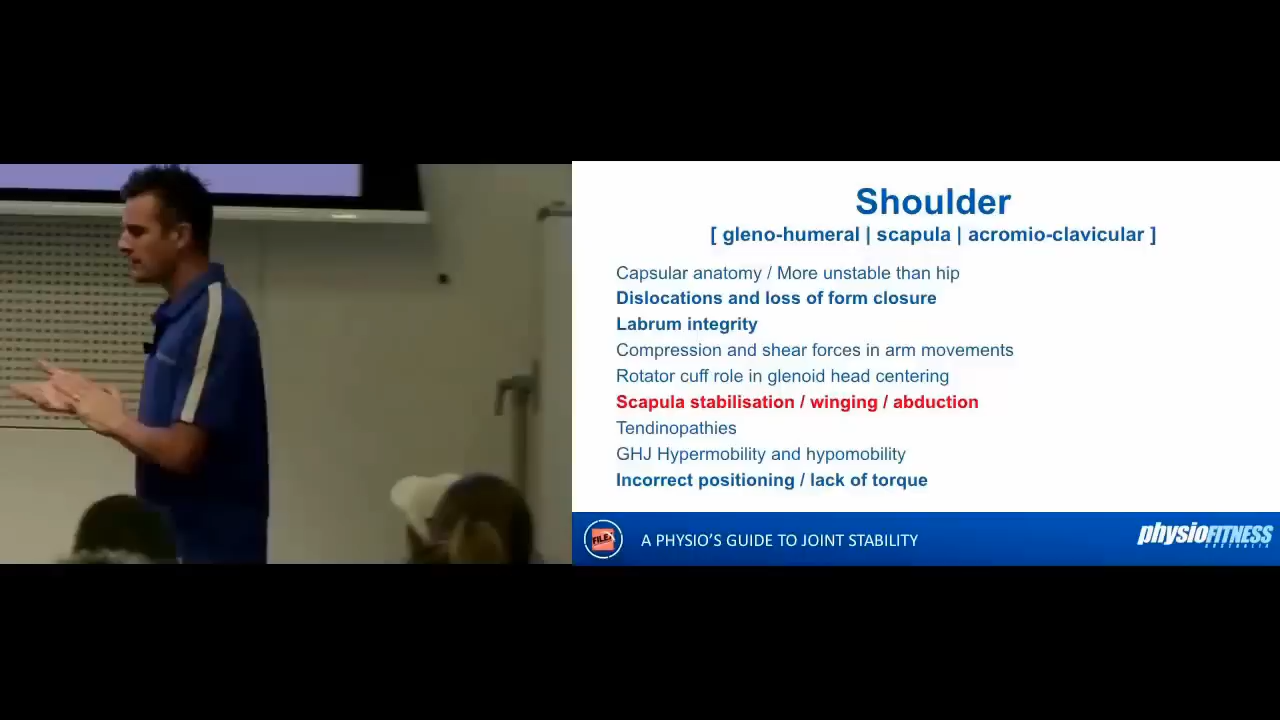 Shoulder
[ gleno-humeral | scapula | acromio-clavicular ]
Capsular anatomy / More unstable than hip
Dislocations and loss of form closure
Labrum integrity
Compression and shear forces in arm movements
Rotator cuff role in glenoid head centering
Scapula stabilisation / winging / abduction
Tendinopathies
GHJ Hypermobility and hypomobility
Incorrect positioning / lack of torque
FILEX
A PHYSIO'S GUIDE TO JOINT STABILITY
physioFITNESS
AUSTRALIA